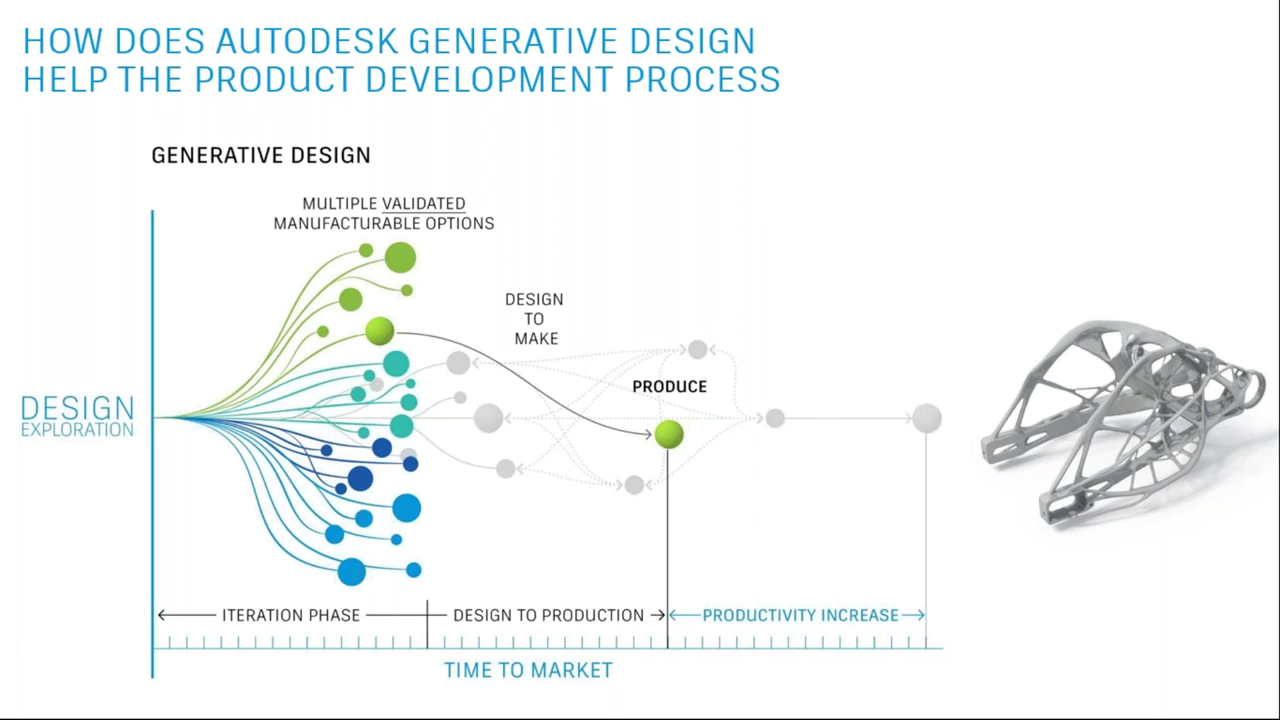 HOW DOES AUTODESK GENERATIVE DESIGN
HELP THE PRODUCT DEVELOPMENT PROCESS
GENERATIVE DESIGN
MULTIPLE VALIDATED
MANUFACTURABLE OPTIONS
DESIGN
TO
MAKE
PRODUCE
DESIGN
EXPLORATION
ITERATION PHASE
DESIGN TO PRODUCTION
PRODUCTIVITY INCREASE
TIME TO MARKET